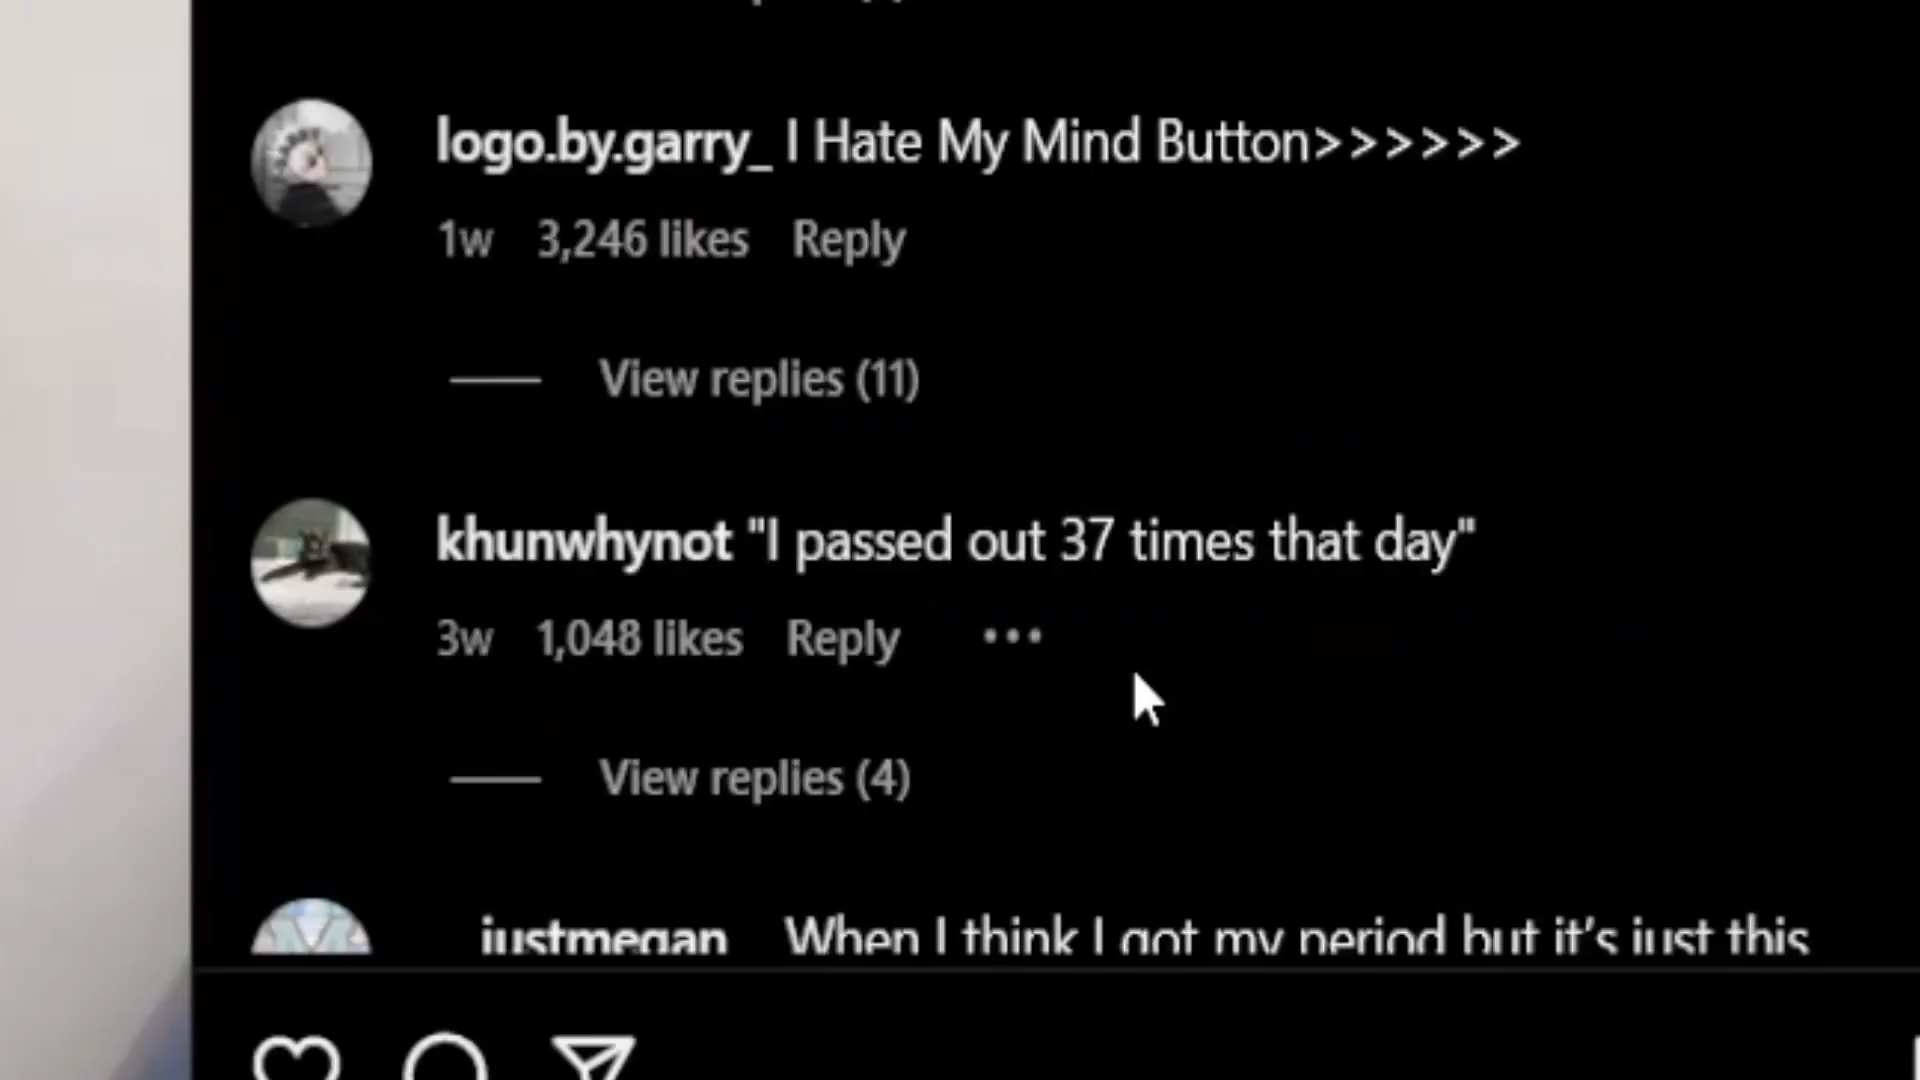 logo.by.garry_ I Hate My Mind Button>>>>>>
1w 3,246 likes Reply
View replies (11)
khunwhynot "I passed out 37 times that day"
3w 1,048 likes Reply •••
View replies (4)
justmegan When I think I got my period but it’s just this